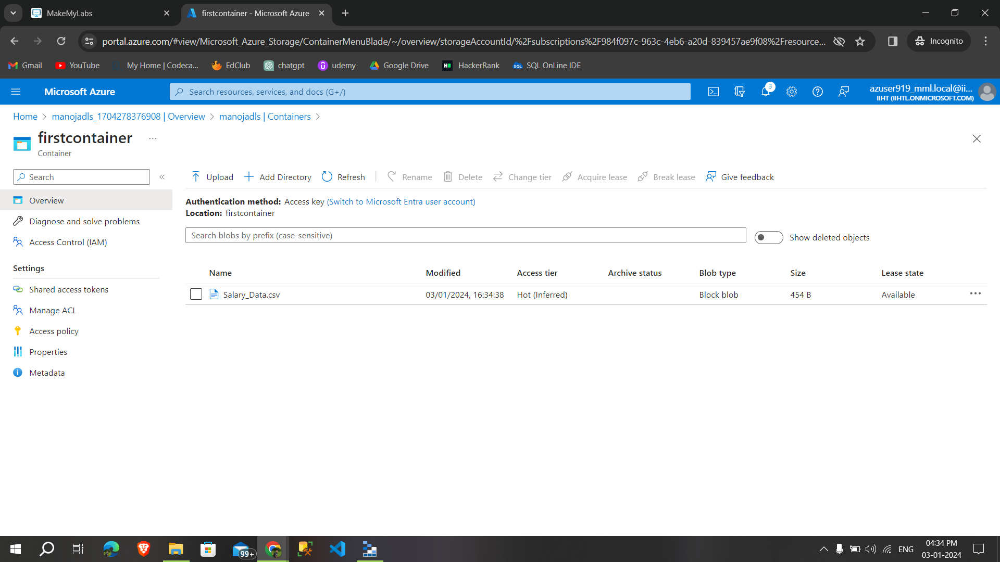 MakeMyLabs
firstcontainer - Microsoft Azure
portal.azure.com/#view/Microsoft_Azure_Storage/ContainerMenuBlade/~/overview/storageAccountId/%2Fsubscriptions%2F984f097c-963c-4eb6-a20d-839457ae9f08%2Fresource...
Incognito
Gmail
YouTube
My Home | Codeca...
EdClub
chatgpt
udemy
Google Drive
HackerRank
SQL OnLine IDE
Microsoft Azure
Search resources, services, and docs (G+/)
3
azuser919_mml.local@ii...
IIHT (IIHTL.ONMICROSOFT.COM)
Home > manojadls_1704278376908 | Overview > manojadls | Containers >
firstcontainer ...
Container
Search
Upload
Add Directory
Refresh
Rename
Delete
Change tier
Acquire lease
Break lease
Give feedback
Overview
Diagnose and solve problems
Access Control (IAM)
Settings
Shared access tokens
Manage ACL
Access policy
Properties
Metadata
Authentication method: Access key (Switch to Microsoft Entra user account)
Location: firstcontainer
Search blobs by prefix (case-sensitive)
Show deleted objects
Name Modified Access tier Archive status Blob type Size Lease state
Salary_Data.csv 03/01/2024, 16:34:38 Hot (Inferred) Block blob 454 B Available
99+
ENG
04:34 PM
03-01-2024